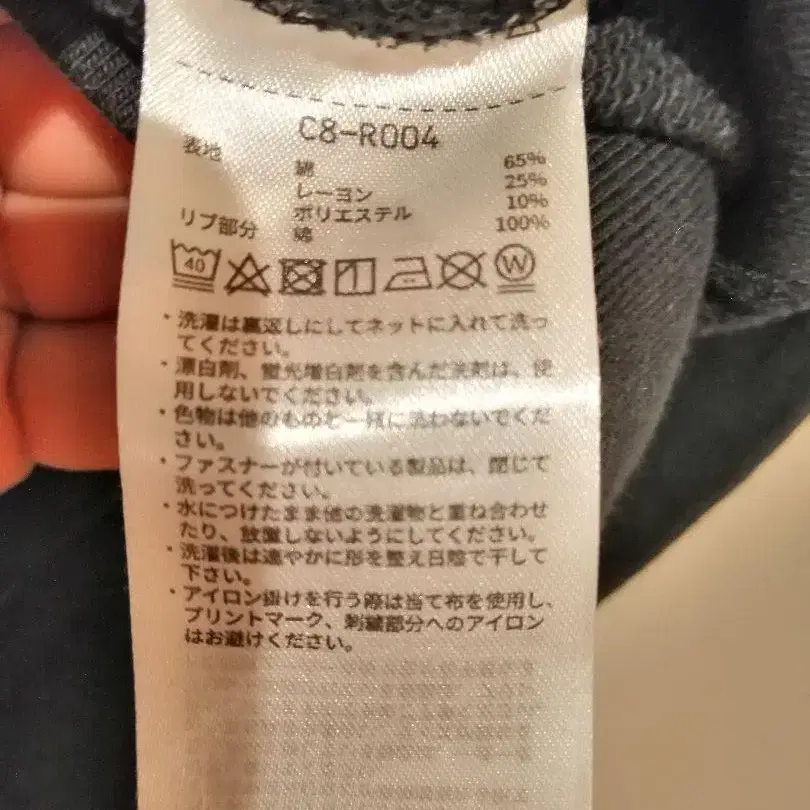 C8-R004
表地 綿 65%
レーヨン 25%
ポリエステル 10%
リブ部分 綿 100%
40 W
・洗濯は裏返しにしてネットに入れて洗っ
てください。
・漂白剤、蛍光増白剤を含んだ洗剤は、使
用しないでください。
・色物は他のものと一緒に洗わないでくだ
さい。
・ファスナーが付いている製品は、閉じて
洗ってください。
・水につけたまま他の洗濯物と重ね合わせ
たり、放置しないようにしてください。
・洗濯後は速やかに形を整え日陰で干して
下さい。
・アイロン掛けを行う際は当て布を使用し、
プリントマーク、刺繍部分へのアイロン
はお避けください。